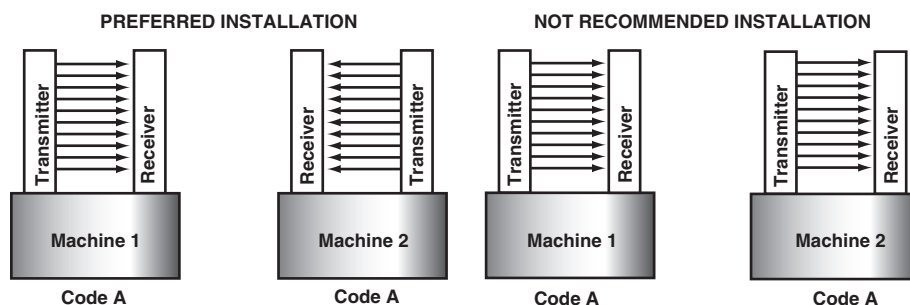 PREFERRED INSTALLATION
NOT RECOMMENDED INSTALLATION
Transmitter
Receiver
Receiver
Transmitter
Transmitter
Receiver
Transmitter
Receiver
Machine 1
Machine 2
Machine 1
Machine 2
Code A
Code A
Code A
Code A